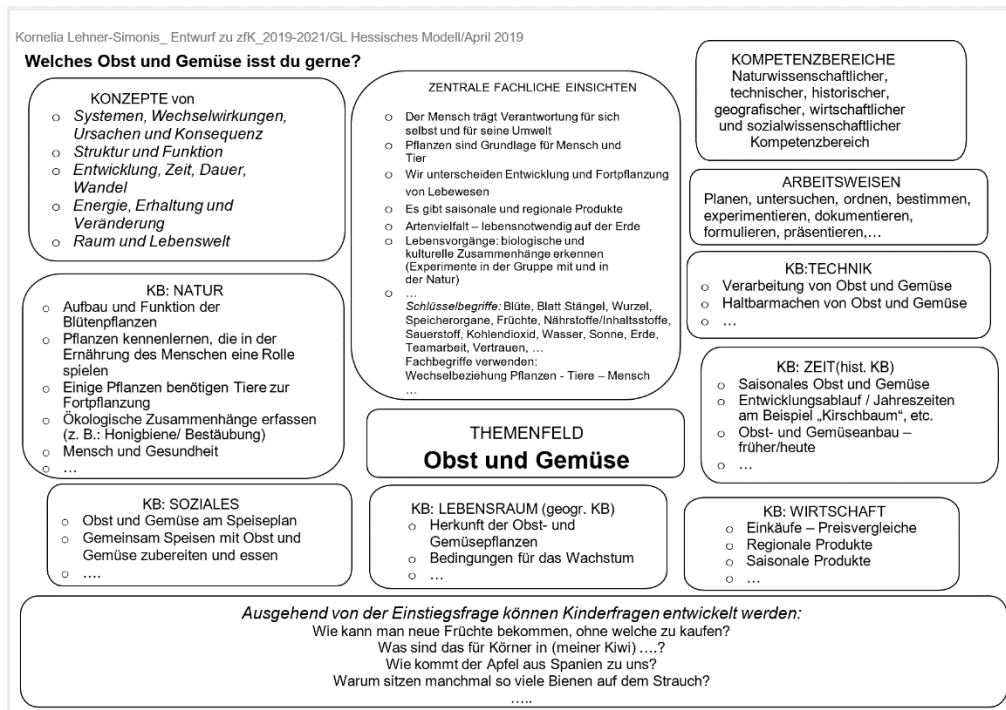 Kornelia Lehner-Simonis_ Entwurf zu zfK_2019-2021/GL Hessisches Modell/April 2019
Welches Obst und Gemüse isst du gerne?
KONZEPTE von
o Systemen, Wechselwirkungen,
Ursachen und Konsequenz
o Struktur und Funktion
o Entwicklung, Zeit, Dauer,
Wandel
o Energie, Erhaltung und
Veränderung
o Raum und Lebenswelt
ZENTRALE FACHLICHE EINSICHTEN
o Der Mensch trägt Verantwortung für sich
selbst und für seine Umwelt
o Pflanzen sind Grundlage für Mensch und
Tier
o Wir unterscheiden Entwicklung und Fortpflanzung
von Lebewesen
o Es gibt saisonale und regionale Produkte
o Artenvielfalt – lebensnotwendig auf der Erde
o Lebensvorgänge: biologische und
kulturelle Zusammenhänge erkennen
(Experimente in der Gruppe mit und in
der Natur)
o …
Schlüsselbegriffe: Blüte, Blatt Stängel, Wurzel,
Speicherorgane, Früchte, Nährstoffe/Inhaltsstoffe,
Sauerstoff, Kohlendioxid, Wasser, Sonne, Erde,
Teamarbeit, Vertrauen, …
Fachbegriffe verwenden:
Wechselbeziehung Pflanzen - Tiere – Mensch
…
KOMPETENZBEREICHE
Naturwissenschaftlicher,
technischer, historischer,
geografischer, wirtschaftlicher
und sozialwissenschaftlicher
Kompetenzbereich
ARBEITSWEISEN
Planen, untersuchen, ordnen, bestimmen,
experimentieren, dokumentieren,
formulieren, präsentieren,…
KB:TECHNIK
o Verarbeitung von Obst und Gemüse
o Haltbarmachen von Obst und Gemüse
o …
KB: NATUR
o Aufbau und Funktion der
Blütenpflanzen
o Pflanzen kennenlernen, die in der
Ernährung des Menschen eine Rolle
spielen
o Einige Pflanzen benötigen Tiere zur
Fortpflanzung
o Ökologische Zusammenhänge erfassen
(z. B.: Honigbiene/ Bestäubung)
o Mensch und Gesundheit
o …
THEMENFELD
Obst und Gemüse
KB: ZEIT(hist. KB)
o Saisonales Obst und Gemüse
o Entwicklungsablauf / Jahreszeiten
am Beispiel „Kirschbaum“, etc.
o Obst- und Gemüseanbau –
früher/heute
o …
KB: SOZIALES
o Obst und Gemüse am Speiseplan
o Gemeinsam Speisen mit Obst und
Gemüse zubereiten und essen
o ….
KB: LEBENSRAUM (geogr. KB)
o Herkunft der Obst- und
Gemüsepflanzen
o Bedingungen für das Wachstum
o …
KB: WIRTSCHAFT
o Einkäufe – Preisvergleiche
o Regionale Produkte
o Saisonale Produkte
o …
Ausgehend von der Einstiegsfrage können Kinderfragen entwickelt werden:
Wie kann man neue Früchte bekommen, ohne welche zu kaufen?
Was sind das für Körner in (meiner Kiwi) ….?
Wie kommt der Apfel aus Spanien zu uns?
Warum sitzen manchmal so viele Bienen auf dem Strauch?
…..